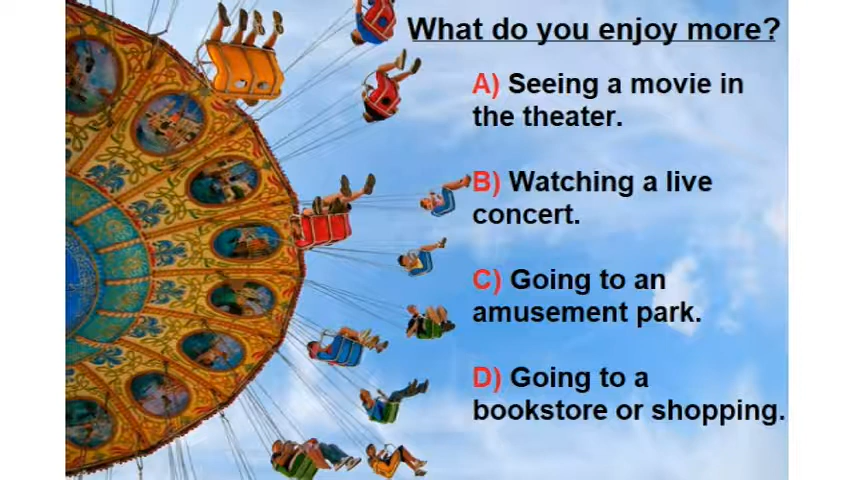 What do you enjoy more?
A) Seeing a movie in
the theater.
B) Watching a live
concert.
C) Going to an
amusement park.
D) Going to a
bookstore or shopping.